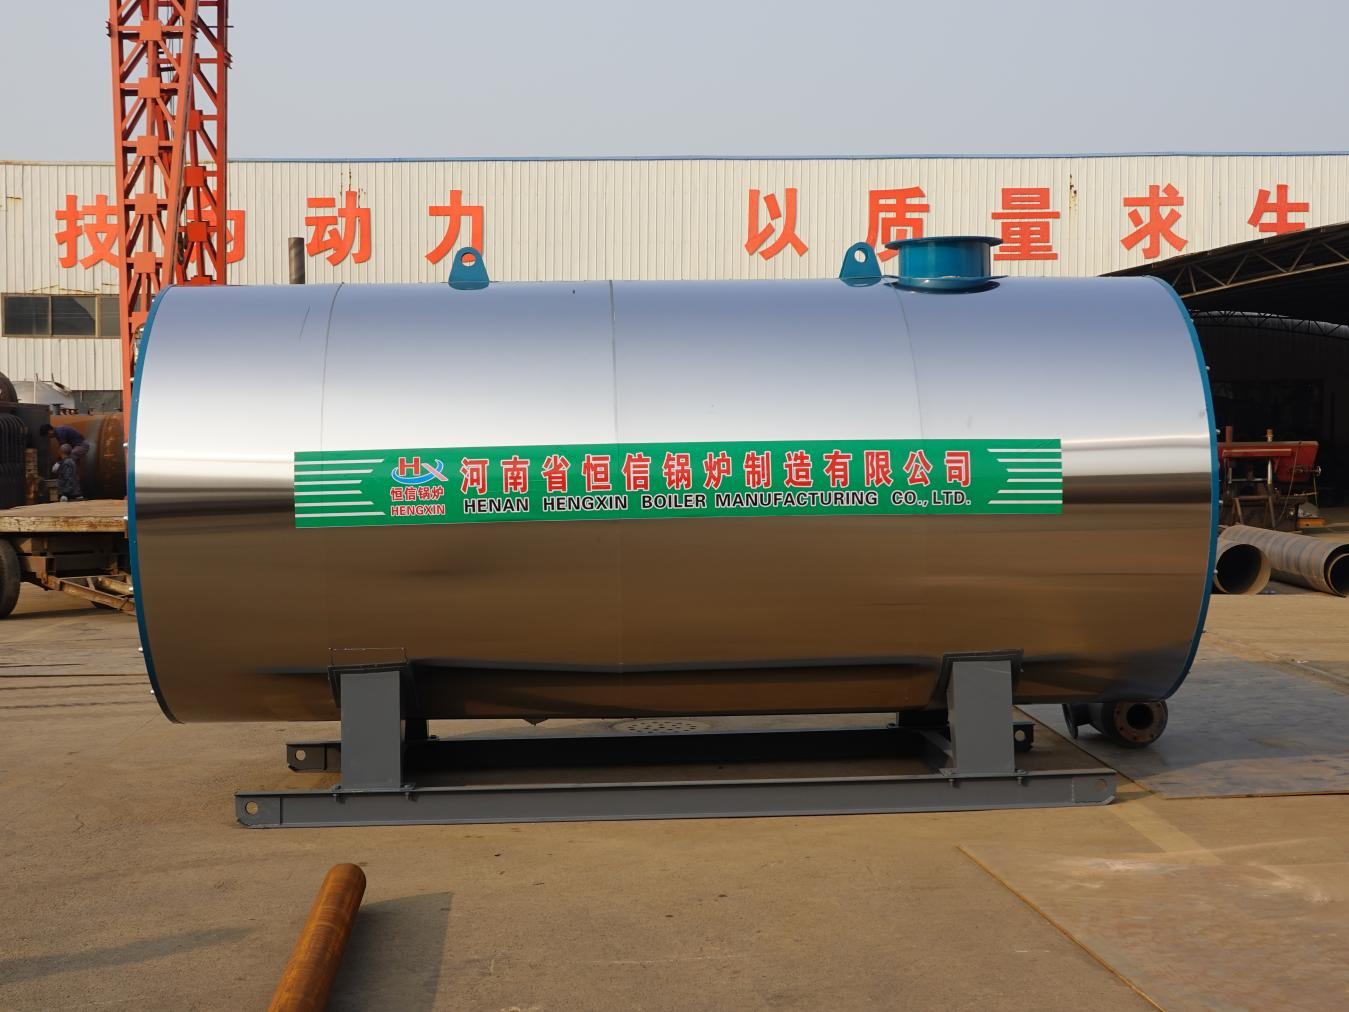 技 动力 以质量求生
HX
恒信锅炉
HENGXIN
河南省恒信锅炉制造有限公司
HENAN HENGXIN BOILER MANUFACTURING CO., LTD.